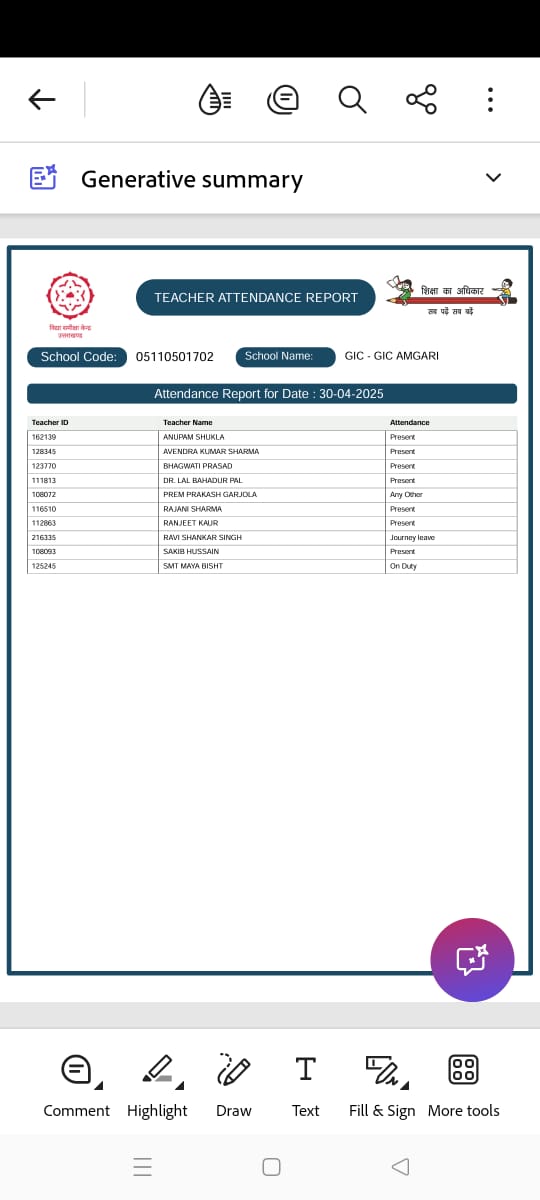 Generative summary
विद्या समीक्षा केन्द्र
उत्तराखण्ड
TEACHER ATTENDANCE REPORT
शिक्षा का अधिकार
सब पढ़ें सब बढ़ें
School Code: 05110501702 School Name: GIC - GIC AMGARI
Attendance Report for Date : 30-04-2025
Teacher ID Teacher Name Attendance
162139 ANUPAM SHUKLA Present
128345 AVENDRA KUMAR SHARMA Present
123770 BHAGWATI PRASAD Present
111813 DR. LAL BAHADUR PAL Present
108072 PREM PRAKASH GARJOLA Any Other
116510 RAJANI SHARMA Present
112863 RANJEET KAUR Present
216335 RAVI SHANKAR SINGH Journey leave
108093 SAKIB HUSSAIN Present
125245 SMT MAYA BISHT On Duty
Comment Highlight Draw Text Fill & Sign More tools